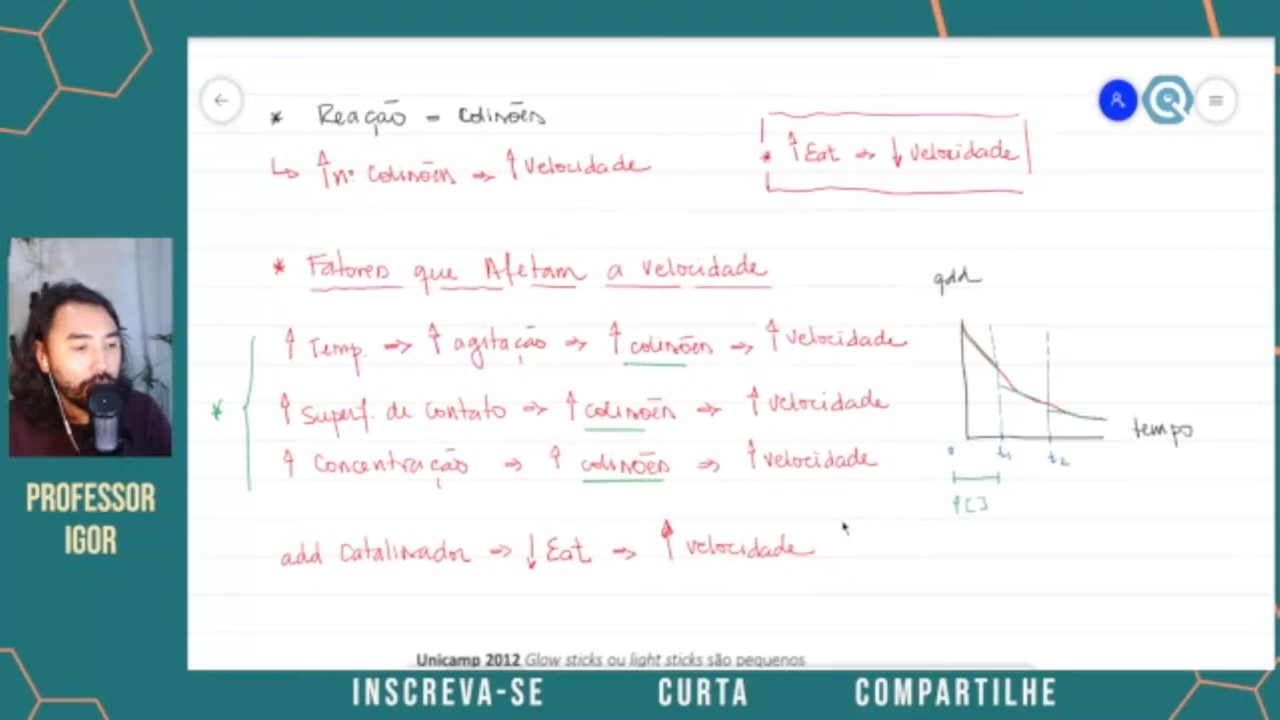 * Reação - Colisões
↳ ↑ nº Colisões ⇒ ↑ Velocidade
* ↑ Eat ⇒ ↓ Velocidade
* Fatores que Afetam a velocidade
↑ Temp. ⇒ ↑ agitação ⇒ ↑ colisões ⇒ ↑ velocidade
* ↑ Superf. de Contato ⇒ ↑ colisões ⇒ ↑ velocidade
↑ Concentração ⇒ ↑ colisões ⇒ ↑ velocidade
add Catalisador ⇒ ↓ Eat ⇒ ↑ velocidade
qdd
tempo
0 t1 t2
↑[ ]
PROFESSOR
IGOR
Unicamp 2012 Glow sticks ou light sticks são pequenos
INSCREVA-SE CURTA COMPARTILHE